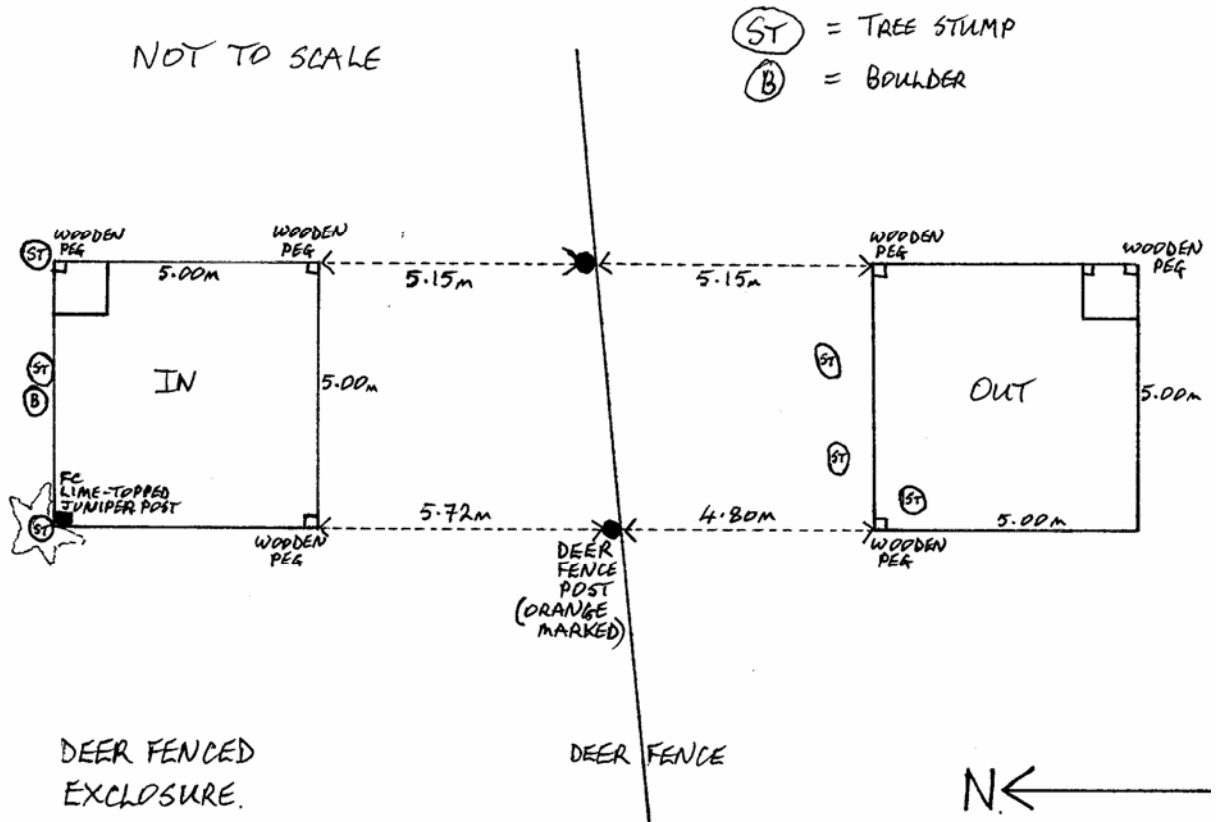 NOT TO SCALE
ST = TREE STUMP
B = BOULDER
WOODEN
PEG
WOODEN
PEG
WOODEN
PEG
WOODEN
PEG
ST
5.00m
5.15m
5.15m
ST
B
IN
5.00m
ST
OUT
5.00m
ST
FC
LIME-TOPPED
JUNIPER POST
ST
ST
5.72m
4.80m
5.00m
WOODEN
PEG
DEER
FENCE
POST
(ORANGE
MARKED)
WOODEN
PEG
DEER FENCED
EXCLOSURE.
DEER FENCE
N.